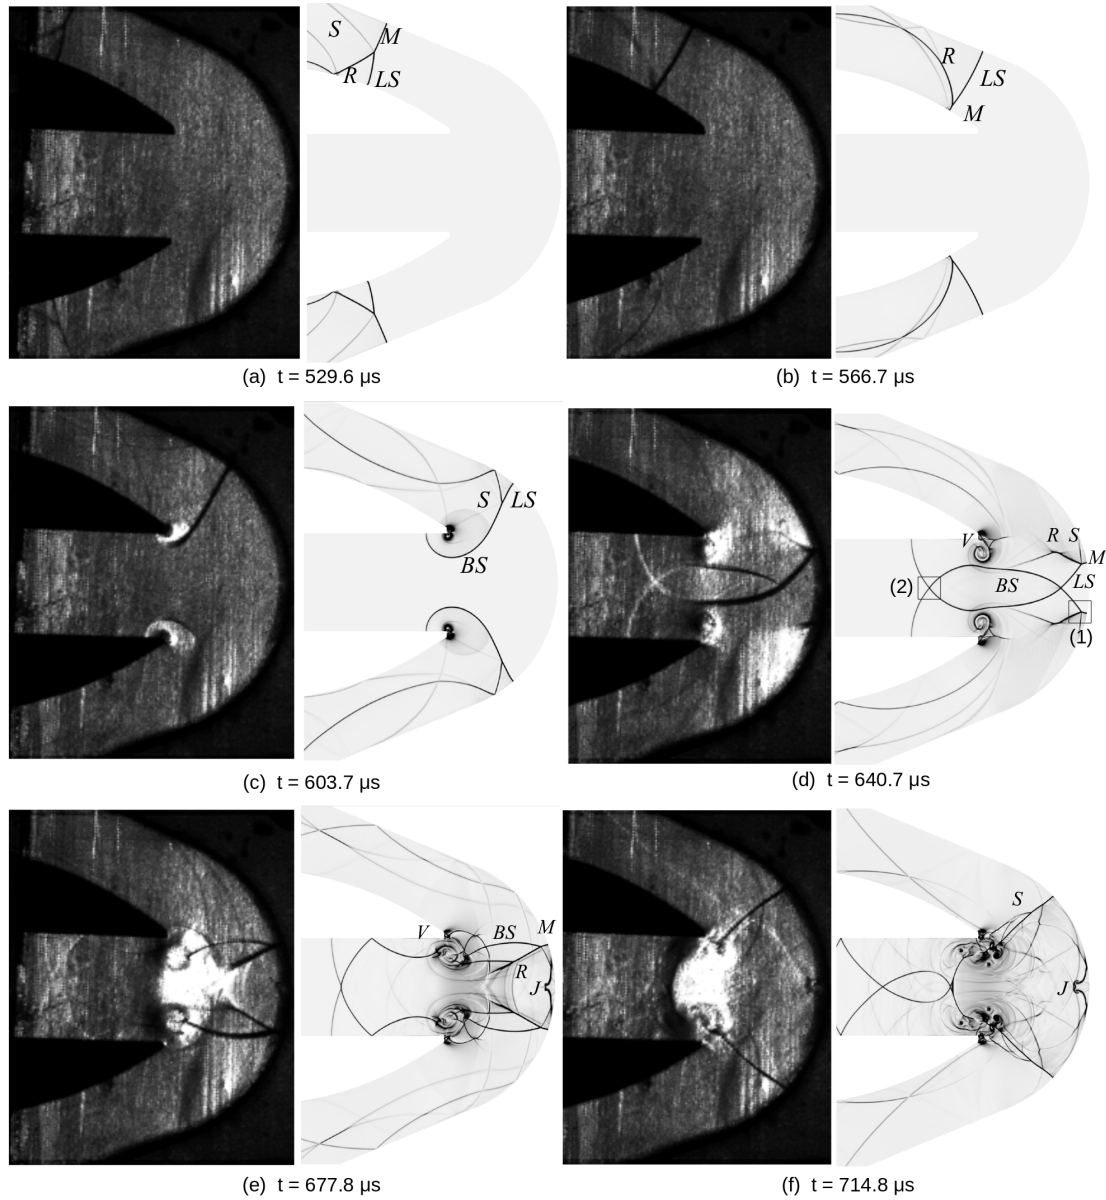 S
M
R
LS
R
LS
M
(a) t = 529.6 µs
(b) t = 566.7 µs
S
LS
BS
V
R
S
M
(2)
BS
LS
(1)
(c) t = 603.7 µs
(d) t = 640.7 µs
V
BS
M
R
J
S
J
(e) t = 677.8 µs
(f) t = 714.8 µs